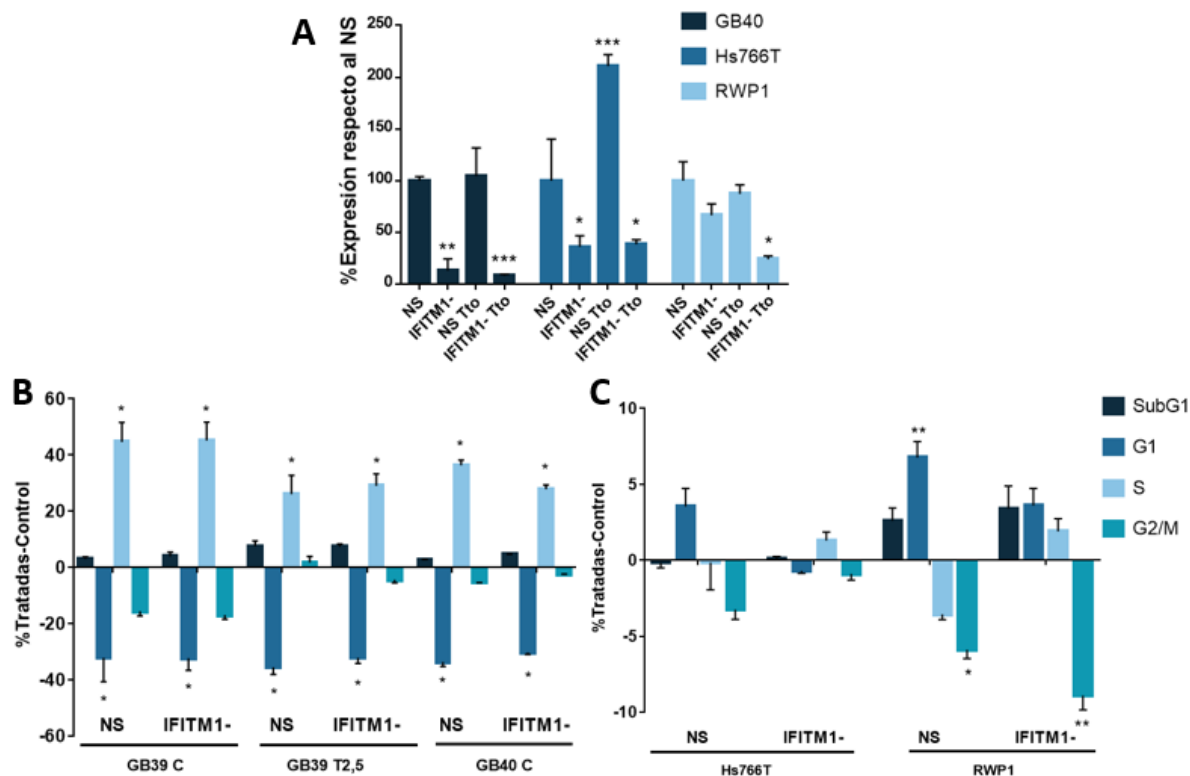 A
%Expresión respecto al NS
250
200
150
100
50
0
GB40
Hs766T
RWP1
** *** * *** * *
NS IFITM1- NS Tto IFITM1- Tto NS IFITM1- NS Tto IFITM1- Tto NS IFITM1- NS Tto IFITM1- Tto
B
%Tratadas-Control
60
40
20
0
-20
-40
-60
* * * * * *
* * * * * *
NS IFITM1- NS IFITM1- NS IFITM1-
GB39 C GB39 T2,5 GB40 C
C
%Tratadas-Control
10
5
0
-5
-10
SubG1
G1
S
G2/M
**
*
**
NS IFITM1- NS IFITM1-
Hs766T RWP1